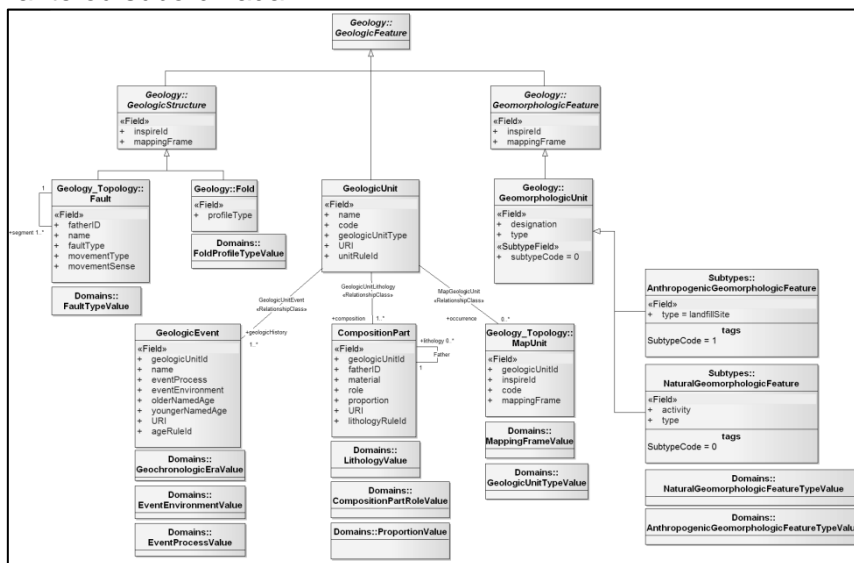 Geology::
GeologicFeature
Geology::
GeologicStructure
«Field»
+ inspireId
+ mappingFrame
Geology::
GeomorphologicFeature
«Field»
+ inspireId
+ mappingFrame
Geology_Topology::
Fault
«Field»
+ fatherID
+ name
+ faultType
+ movementType
+ movementSense
1
+segment 1..*
Domains::
FaultTypeValue
Geology::Fold
«Field»
+ profileType
Domains::
FoldProfileTypeValue
GeologicUnit
«Field»
+ name
+ code
+ geologicUnitType
+ URI
+ unitRuleId
Geology::
GeomorphologicUnit
«Field»
+ designation
+ type
«SubtypeField»
+ subtypeCode = 0
GeologicUnitEvent
«RelationshipClass»
+geologicHistory
1..*
GeologicUnitLithology
«RelationshipClass»
+composition 1..*
MapGeologicUnit
«RelationshipClass»
+occurrence 0..*
GeologicEvent
«Field»
+ geologicUnitId
+ name
+ eventProcess
+ eventEnvironment
+ olderNamedAge
+ youngerNamedAge
+ URI
+ ageRuleId
Domains::
GeochronologicEraValue
Domains::
EventEnvironmentValue
Domains::
EventProcessValue
CompositionPart
«Field»
+ geologicUnitId
+ fatherID
+ material
+ role
+ proportion
+ URI
+ lithologyRuleId
+lithology 0..*
Father
1
Domains::
LithologyValue
Domains::
CompositionPartRoleValue
Domains::ProportionValue
Geology_Topology::
MapUnit
«Field»
+ geologicUnitId
+ inspireId
+ code
+ mappingFrame
Domains::
MappingFrameValue
Domains::
GeologicUnitTypeValue
Subtypes::
AnthropogenicGeomorphologicFeature
«Field»
+ type = landfillSite
tags
SubtypeCode = 1
Subtypes::
NaturalGeomorphologicFeature
«Field»
+ activity
+ type
tags
SubtypeCode = 0
Domains::
NaturalGeomorphologicFeatureTypeValue
Domains::
AnthropogenicGeomorphologicFeatureTypeValue